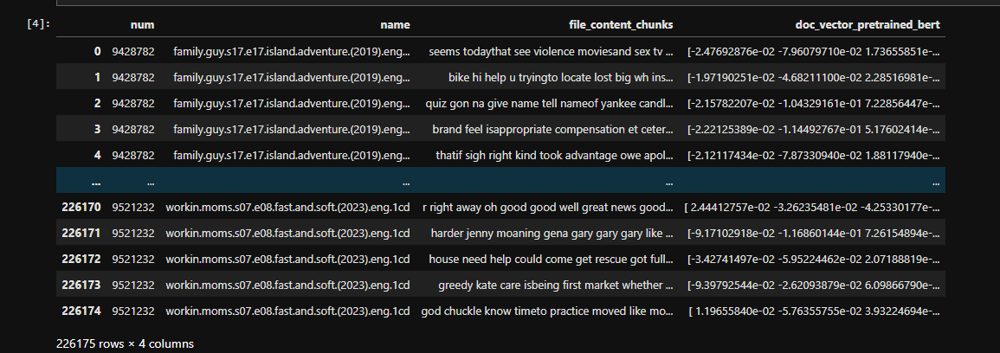 [4]:
num name file_content_chunks doc_vector_pretrained_bert
0 9428782 family.guy.s17.e17.island.adventure.(2019).eng... seems todaythat see violence moviesand sex tv ... [-2.47692876e-02 -7.96079710e-02 1.73655851e-...
1 9428782 family.guy.s17.e17.island.adventure.(2019).eng... bike hi help u tryingto locate lost big wh ins... [-1.97190251e-02 -4.68211100e-02 2.28516981e-...
2 9428782 family.guy.s17.e17.island.adventure.(2019).eng... quiz gon na give name tell nameof yankee candl... [-2.15782207e-02 -1.04329161e-01 7.22856447e-...
3 9428782 family.guy.s17.e17.island.adventure.(2019).eng... brand feel isappropriate compensation et ceter... [-2.22125389e-02 -1.14492767e-01 5.17602414e-...
4 9428782 family.guy.s17.e17.island.adventure.(2019).eng... thatif sigh right kind took advantage owe apol... [-2.12117434e-02 -7.87330940e-02 1.88117940e-...
... ... ... ... ...
226170 9521232 workin.moms.s07.e08.fast.and.soft.(2023).eng.1cd r right away oh good good well great news good... [ 2.44412757e-02 -3.26235481e-02 -4.25330177e-...
226171 9521232 workin.moms.s07.e08.fast.and.soft.(2023).eng.1cd harder jenny moaning gena gary gary gary like ... [-9.17102918e-02 -1.16860144e-01 7.26154894e-...
226172 9521232 workin.moms.s07.e08.fast.and.soft.(2023).eng.1cd house need help could come get rescue got full... [-3.42741497e-02 -5.95224462e-02 2.07188819e-...
226173 9521232 workin.moms.s07.e08.fast.and.soft.(2023).eng.1cd greedy kate care isbeing first market whether ... [-9.39792544e-02 -2.62093879e-02 6.09866790e-...
226174 9521232 workin.moms.s07.e08.fast.and.soft.(2023).eng.1cd god chuckle know timeto practice moved like mo... [ 1.19655840e-02 -5.76355755e-02 3.93224694e-...
226175 rows × 4 columns